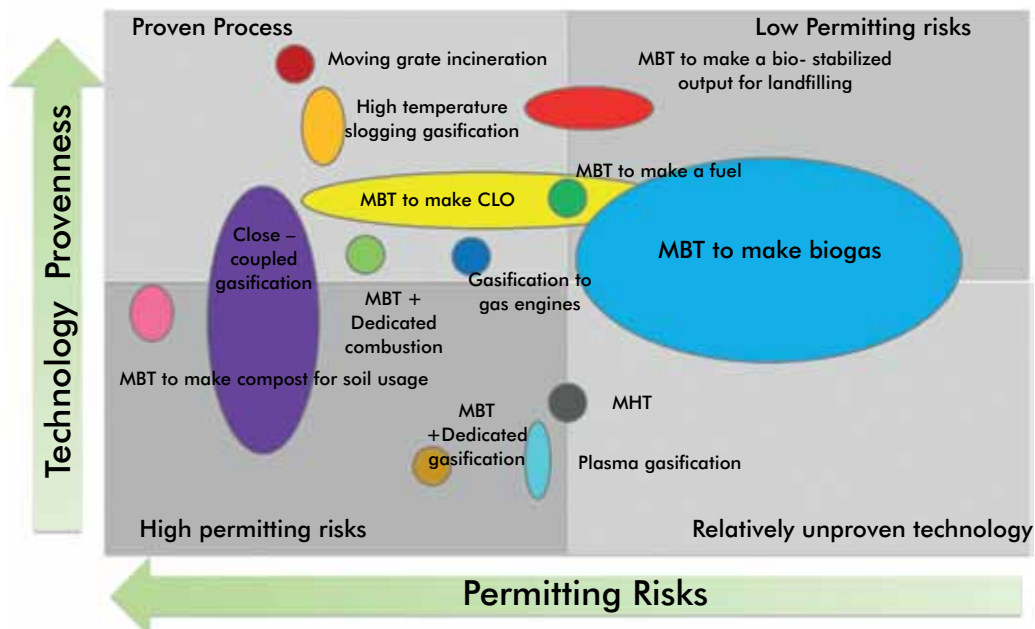 Proven Process
Low Permitting risks
Moving grate incineration
MBT to make a bio- stabilized
output for landfilling
High temperature
slogging gasification
MBT to make a fuel
MBT to make CLO
Close –
coupled
gasification
MBT to make biogas
Gasification to
gas engines
MBT +
Dedicated
combustion
MBT to make compost for soil usage
MHT
MBT
+Dedicated
gasification
Plasma gasification
High permitting risks
Relatively unproven technology
Technology Provenness
Permitting Risks